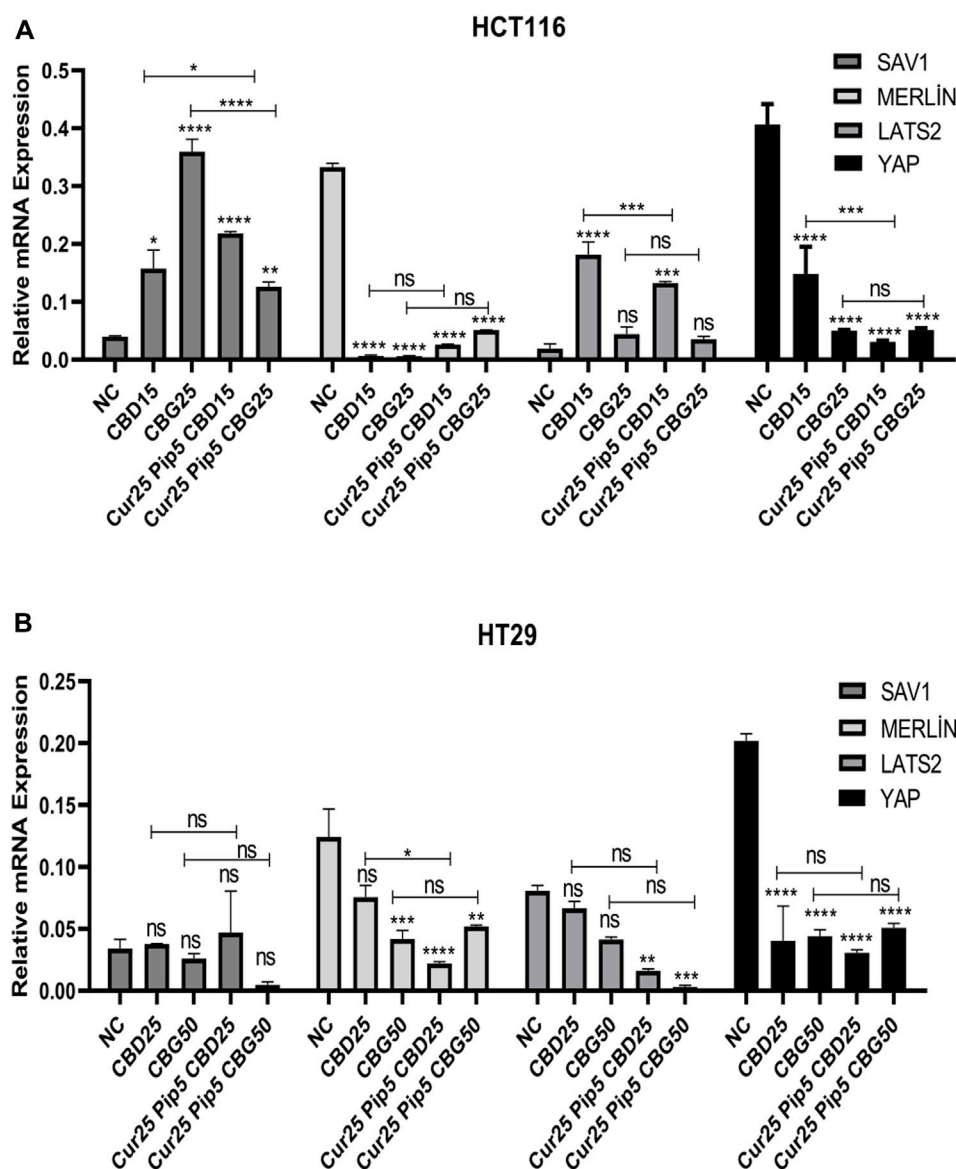 A
HCT116
SAV1
MERLİN
LATS2
YAP
Relative mRNA Expression
0.5
0.4
0.3
0.2
0.1
0.0
*
****
****
*
****
**
ns
ns
****
****
****
****
***
ns
****
ns
***
ns
***
ns
****
****
****
****
NC
CBD15
CBG25
Cur25 Pip5 CBD15
Cur25 Pip5 CBG25
NC
CBD15
CBG25
Cur25 Pip5 CBD15
Cur25 Pip5 CBG25
NC
CBD15
CBG25
Cur25 Pip5 CBD15
Cur25 Pip5 CBG25
NC
CBD15
CBG25
Cur25 Pip5 CBD15
Cur25 Pip5 CBG25
B
HT29
SAV1
MERLİN
LATS2
YAP
Relative mRNA Expression
0.25
0.20
0.15
0.10
0.05
0.00
ns
ns
ns
ns
ns
ns
*
ns
ns
***
****
**
ns
ns
ns
ns
**
***
ns
ns
****
****
****
****
NC
CBD25
CBG50
Cur25 Pip5 CBD25
Cur25 Pip5 CBG50
NC
CBD25
CBG50
Cur25 Pip5 CBD25
Cur25 Pip5 CBG50
NC
CBD25
CBG50
Cur25 Pip5 CBD25
Cur25 Pip5 CBG50
NC
CBD25
CBG50
Cur25 Pip5 CBD25
Cur25 Pip5 CBG50